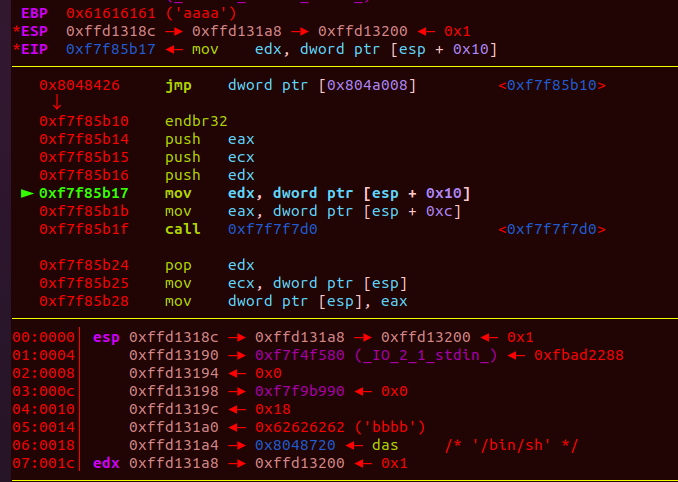 EBP 0x61616161 ('aaaa')
*ESP 0xffd1318c —▸ 0xffd131a8 —▸ 0xffd13200 ◂— 0x1
*EIP 0xf7f85b17 ◂— mov edx, dword ptr [esp + 0x10]
0x8048426 jmp dword ptr [0x804a008] <0xf7f85b10>
↓
0xf7f85b10 endbr32
0xf7f85b14 push eax
0xf7f85b15 push ecx
0xf7f85b16 push edx
► 0xf7f85b17 mov edx, dword ptr [esp + 0x10]
0xf7f85b1b mov eax, dword ptr [esp + 0xc]
0xf7f85b1f call 0xf7f7f7d0 <0xf7f7f7d0>
0xf7f85b24 pop edx
0xf7f85b25 mov ecx, dword ptr [esp]
0xf7f85b28 mov dword ptr [esp], eax
00:0000│ esp 0xffd1318c —▸ 0xffd131a8 —▸ 0xffd13200 ◂— 0x1
01:0004│ 0xffd13190 —▸ 0xf7f4f580 (_IO_2_1_stdin_) ◂— 0xfbad2288
02:0008│ 0xffd13194 ◂— 0x0
03:000c│ 0xffd13198 —▸ 0xf7f9b990 ◂— 0x0
04:0010│ 0xffd1319c ◂— 0x18
05:0014│ 0xffd131a0 ◂— 0x62626262 ('bbbb')
06:0018│ 0xffd131a4 —▸ 0x8048720 ◂— das /* '/bin/sh' */
07:001c│ edx 0xffd131a8 —▸ 0xffd13200 ◂— 0x1